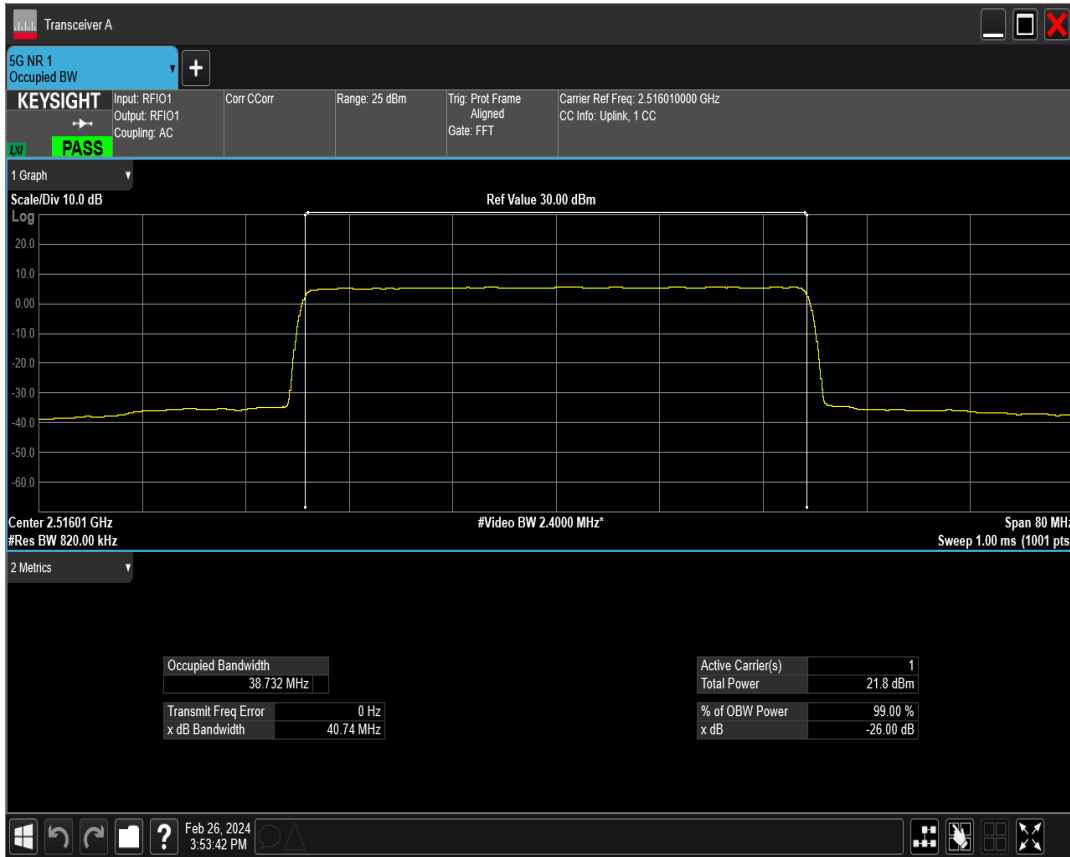 Transceiver A
5G NR 1
Occupied BW
+
KEYSIGHT
LXI
PASS
Input: RFIO1
Output: RFIO1
Coupling: AC
Corr CCorr
Range: 25 dBm
Trig: Prot Frame
Aligned
Gate: FFT
Carrier Ref Freq: 2.516010000 GHz
CC Info: Uplink, 1 CC
1 Graph
Scale/Div 10.0 dB
Ref Value 30.00 dBm
Log
20.0
10.0
0.00
-10.0
-20.0
-30.0
-40.0
-50.0
-60.0
Center 2.51601 GHz
#Video BW 2.4000 MHz*
Span 80 MHz
#Res BW 820.00 kHz
Sweep 1.00 ms (1001 pts
2 Metrics
Occupied Bandwidth
38.732 MHz
Transmit Freq Error 0 Hz
x dB Bandwidth 40.74 MHz
Active Carrier(s) 1
Total Power 21.8 dBm
% of OBW Power 99.00 %
x dB -26.00 dB
?
Feb 26, 2024
3:53:42 PM